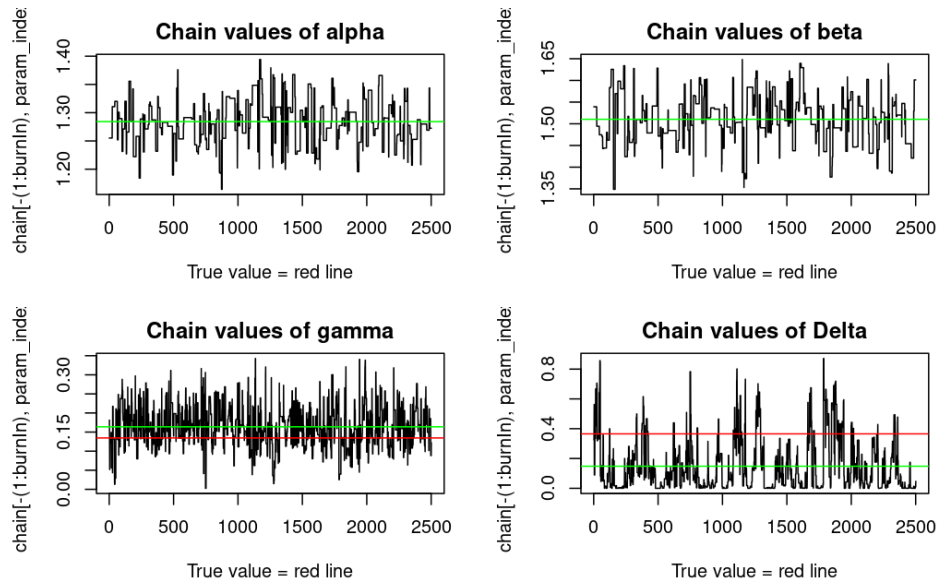 Chain values of alpha
chain[-(1:burnIn), param_inde
1.20 1.30 1.40
0 500 1000 1500 2000 2500
True value = red line
Chain values of beta
chain[-(1:burnIn), param_inde
1.35 1.50 1.65
0 500 1000 1500 2000 2500
True value = red line
Chain values of gamma
chain[-(1:burnIn), param_inde
0.00 0.15 0.30
0 500 1000 1500 2000 2500
True value = red line
Chain values of Delta
chain[-(1:burnIn), param_inde
0.0 0.4 0.8
0 500 1000 1500 2000 2500
True value = red line